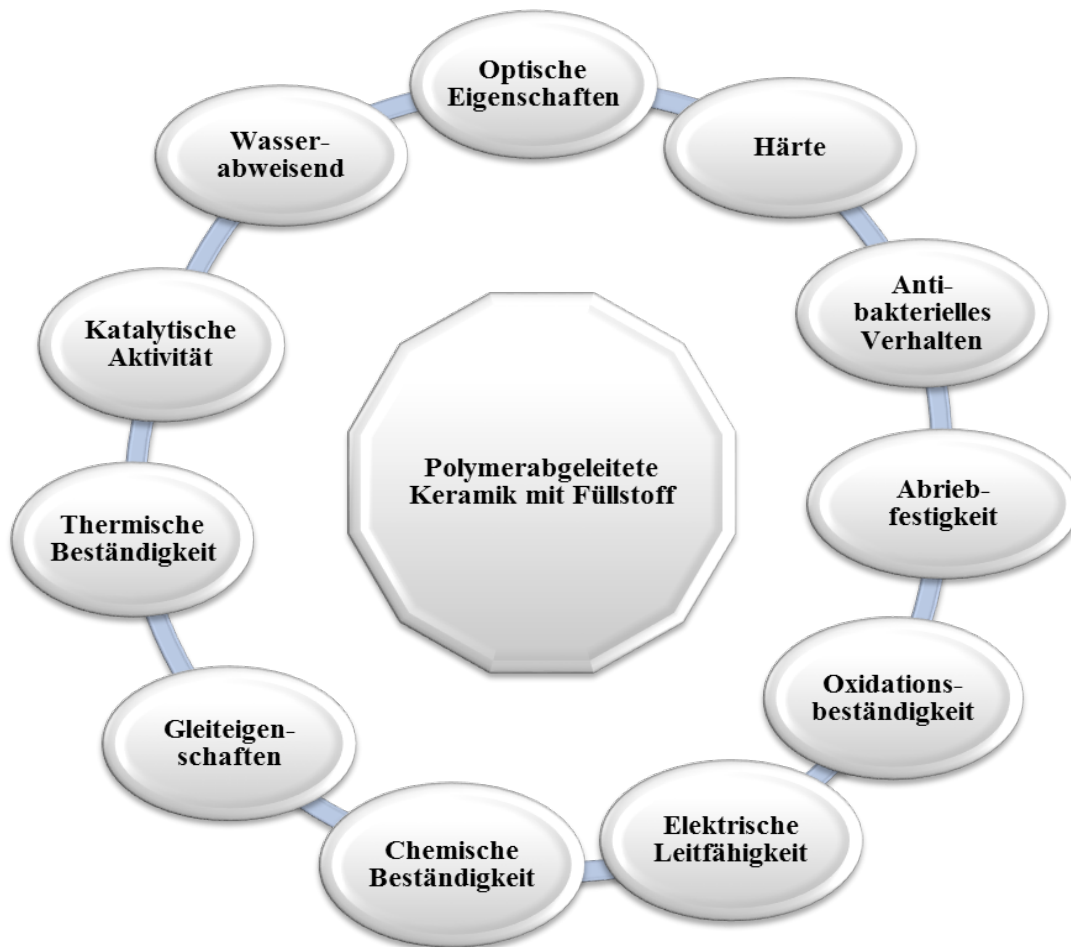 Optische
Eigenschaften
Härte
Anti-
bakterielles
Verhalten
Abrieb-
festigkeit
Oxidations-
beständigkeit
Elektrische
Leitfähigkeit
Chemische
Beständigkeit
Gleiteigen-
schaften
Thermische
Beständigkeit
Katalytische
Aktivität
Wasser-
abweisend
Polymerabgeleitete
Keramik mit Füllstoff